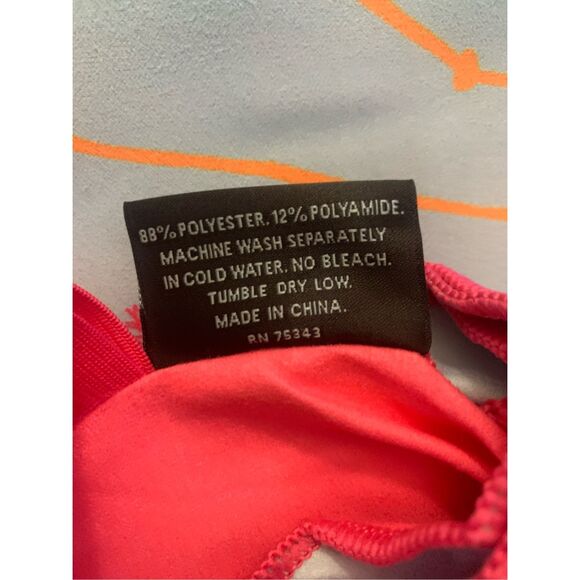 88% POLYESTER. 12% POLYAMIDE.
MACHINE WASH SEPARATELY
IN COLD WATER. NO BLEACH.
TUMBLE DRY LOW.
MADE IN CHINA.
RN 75343